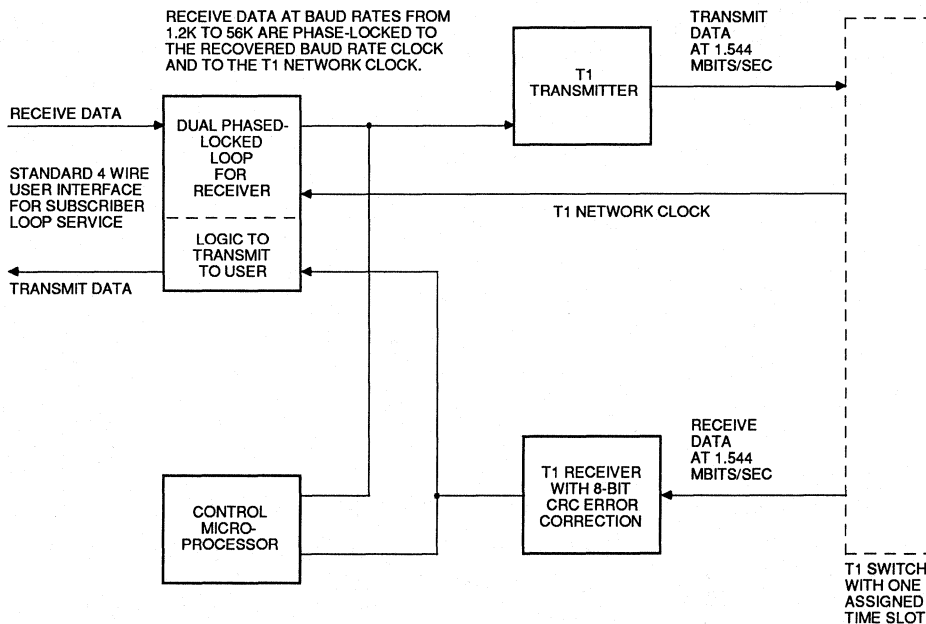 RECEIVE DATA AT BAUD RATES FROM
1.2K TO 56K ARE PHASE-LOCKED TO
THE RECOVERED BAUD RATE CLOCK
AND TO THE T1 NETWORK CLOCK.
TRANSMIT
DATA
AT 1.544
MBITS/SEC
T1
TRANSMITTER
RECEIVE DATA
DUAL PHASED-
LOCKED
LOOP
FOR
RECEIVER
STANDARD 4 WIRE
USER INTERFACE
FOR SUBSCRIBER
LOOP SERVICE
T1 NETWORK CLOCK
LOGIC TO
TRANSMIT
TO USER
TRANSMIT DATA
RECEIVE
DATA
AT 1.544
MBITS/SEC
T1 RECEIVER
WITH 8-BIT
CRC ERROR
CORRECTION
CONTROL
MICRO-
PROCESSOR
T1 SWITCH
WITH ONE
ASSIGNED
TIME SLOT